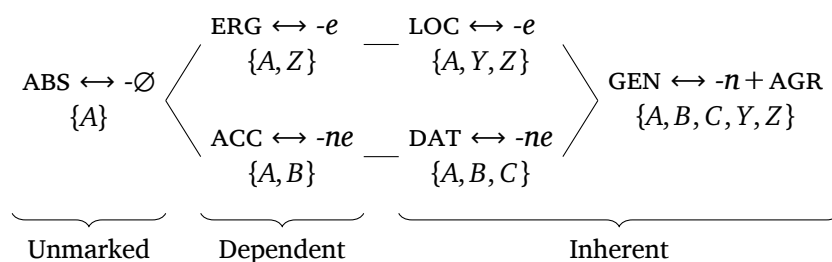 ERG ↔ -e LOC ↔ -e
{A, Z} {A, Y, Z}
ABS ↔ -∅ GEN ↔ -n + AGR
{A} {A, B, C, Y, Z}
ACC ↔ -ne DAT ↔ -ne
{A, B} {A, B, C}
Unmarked Dependent Inherent